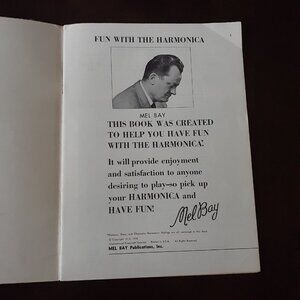 FUN WITH THE HARMONICA
MEL BAY
THIS BOOK WAS CREATED
TO HELP YOU HAVE FUN
WITH THE HARMONICA!
It will provide enjoyment
and satisfaction to anyone
desiring to play—so pick up
your HARMONICA and
HAVE FUN!
Mel Bay
MEL BAY Publications, Inc.